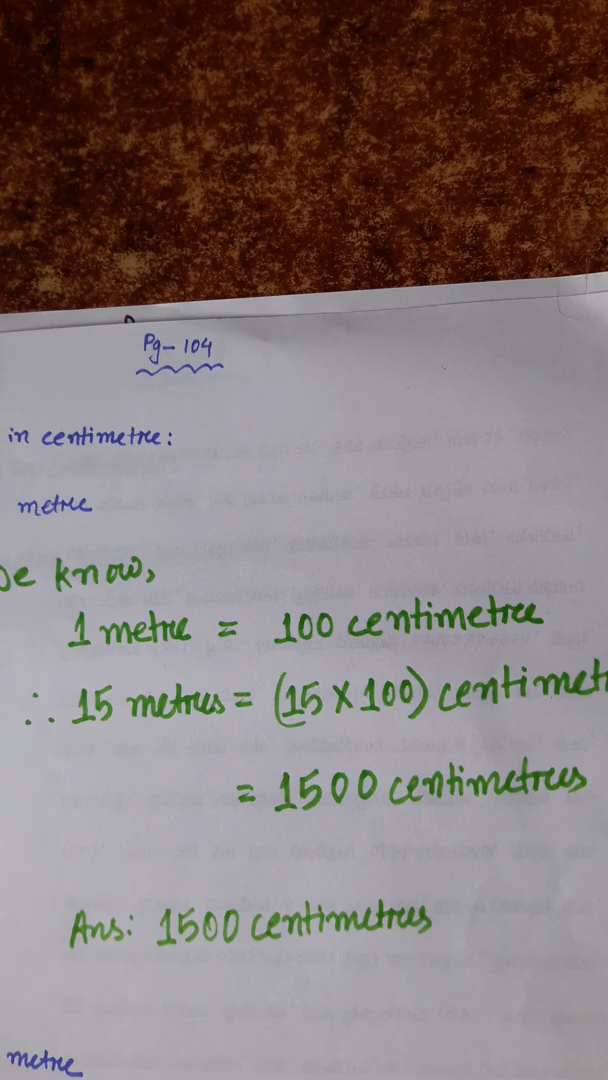 Pg- 104
in centimetre:
metre
We know,
1 metre = 100 centimetre
∴ 15 metres = (15 X 100) centimet
= 1500 centimetres
Ans: 1500 centimetres
metre